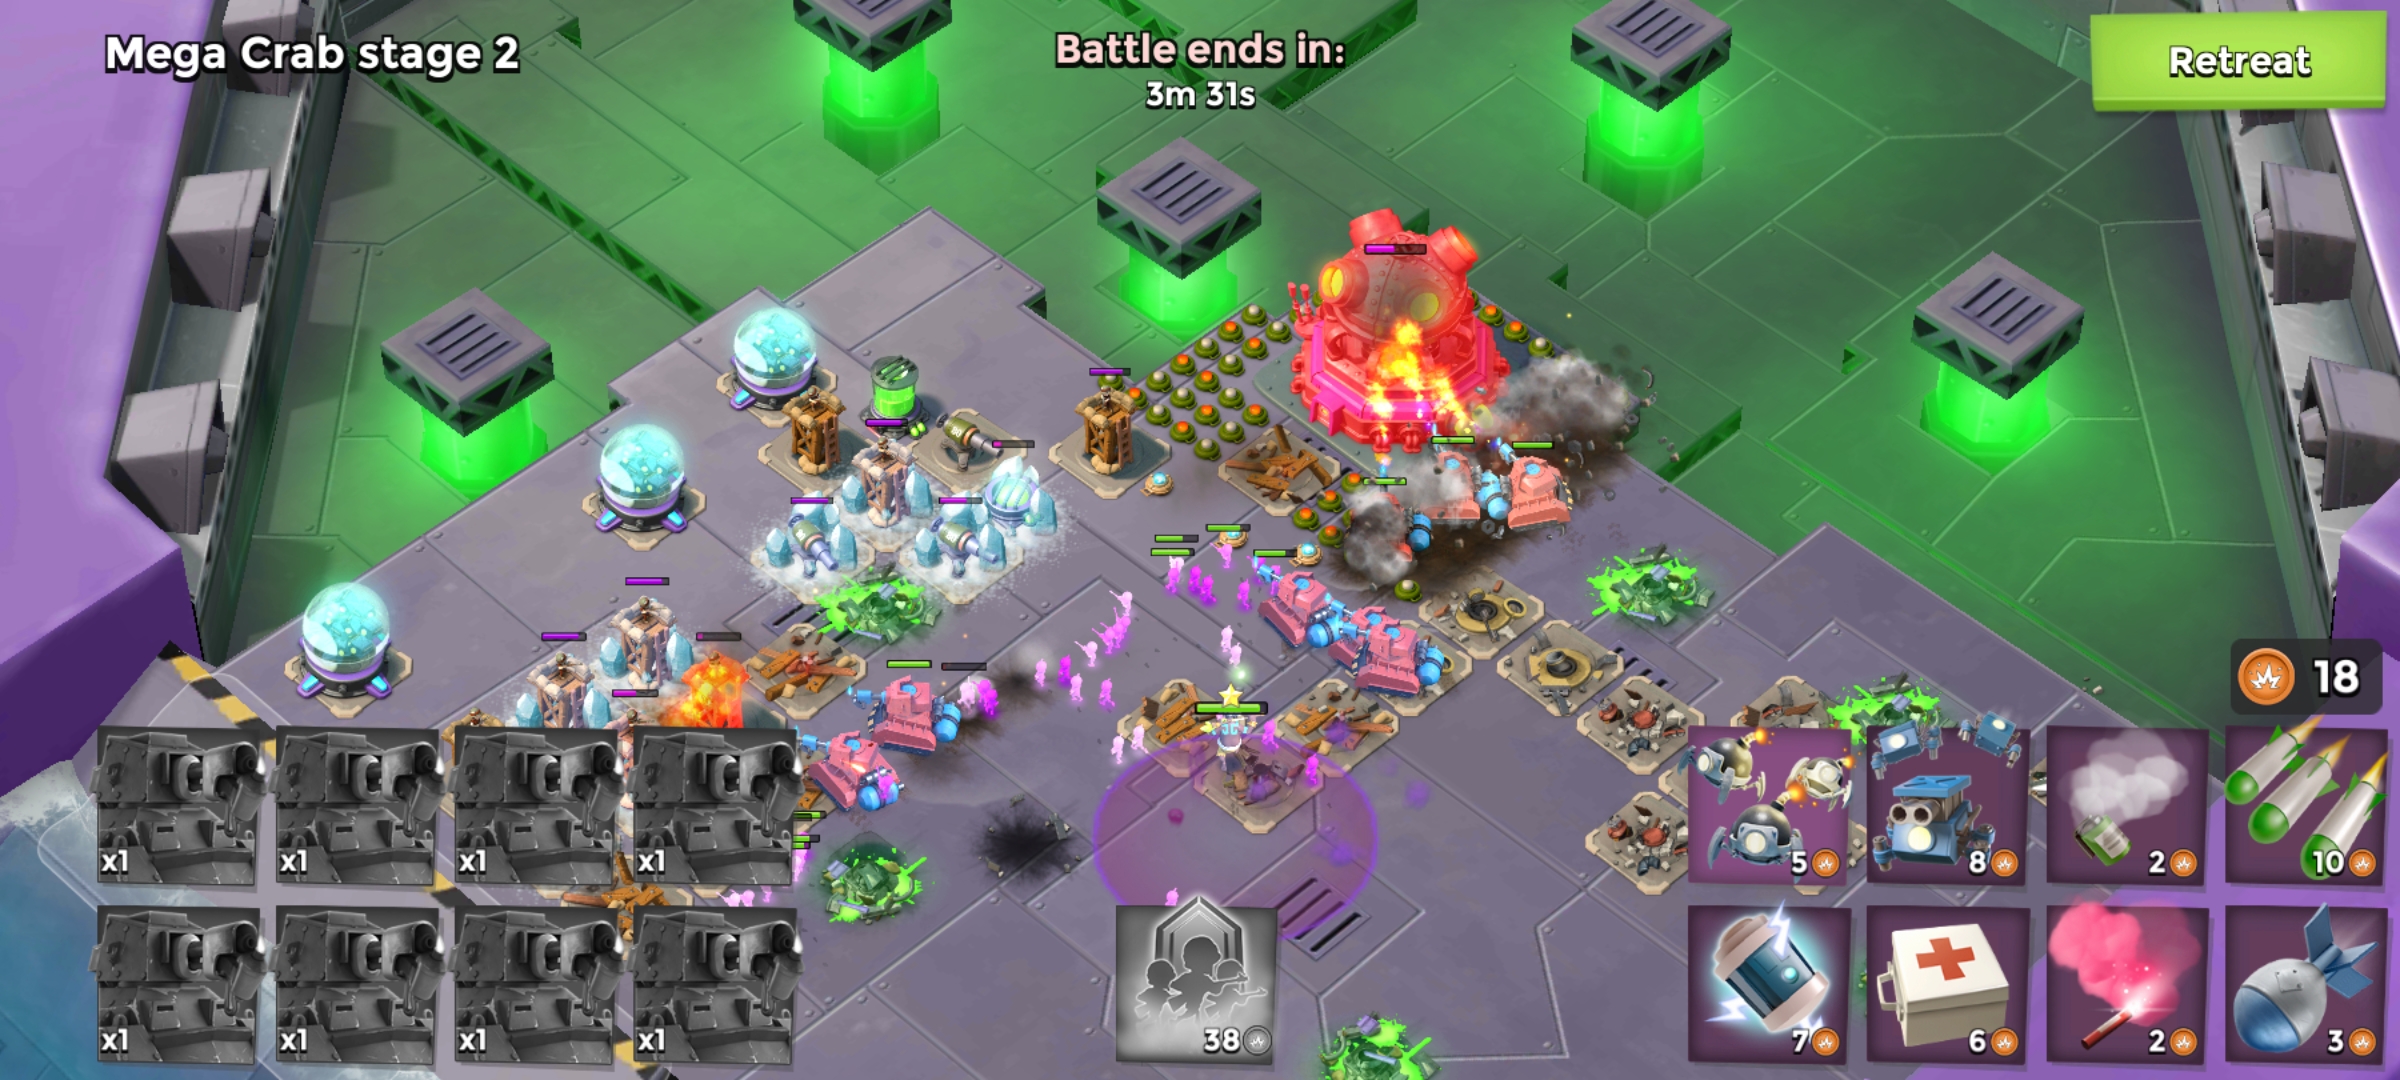 Mega Crab stage 2
Battle ends in:
3m 31s
Retreat
18
x1
x1
x1
x1
5
8
2
10
x1
x1
x1
x1
38
7
6
2
3